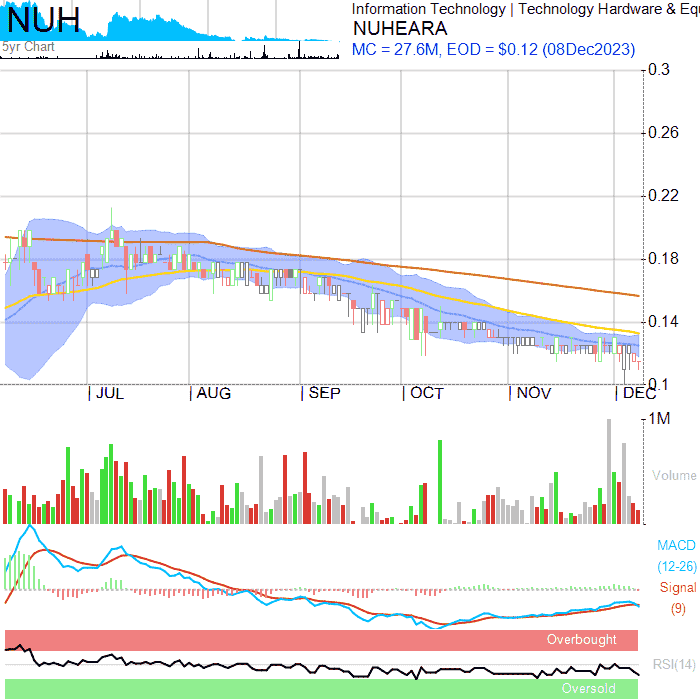 NUH
5yr Chart
Information Technology | Technology Hardware & Equ
NUHEARA
MC = 27.6M, EOD = $0.12 (08Dec2023)
0.3
0.26
0.22
0.18
0.14
0.1
JUL AUG SEP OCT NOV DEC
1M
Volume
MACD
(12-26)
Signal
(9)
Overbought
RSI(14)
Oversold